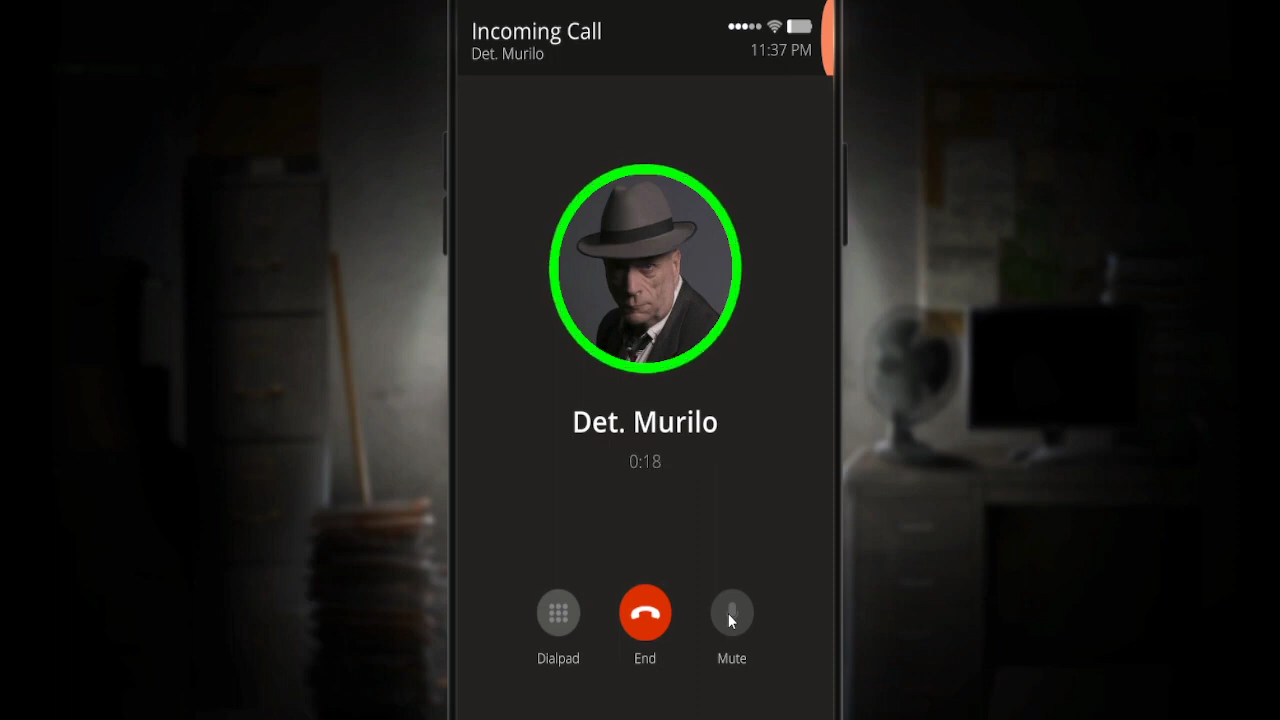 Incoming Call
Det. Murilo
11:37 PM
Det. Murilo
0:18
Dialpad
End
Mute